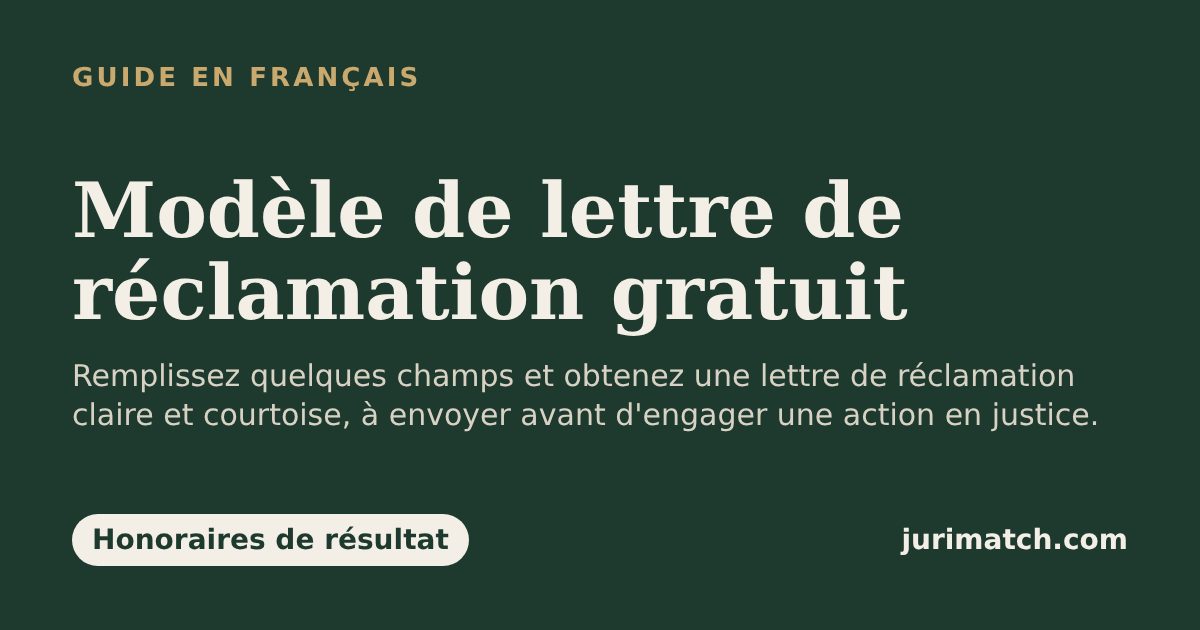 GUIDE EN FRANÇAIS
Modèle de lettre de
réclamation gratuit
Remplissez quelques champs et obtenez une lettre de réclamation
claire et courtoise, à envoyer avant d'engager une action en justice.
Honoraires de résultat
jurimatch.com